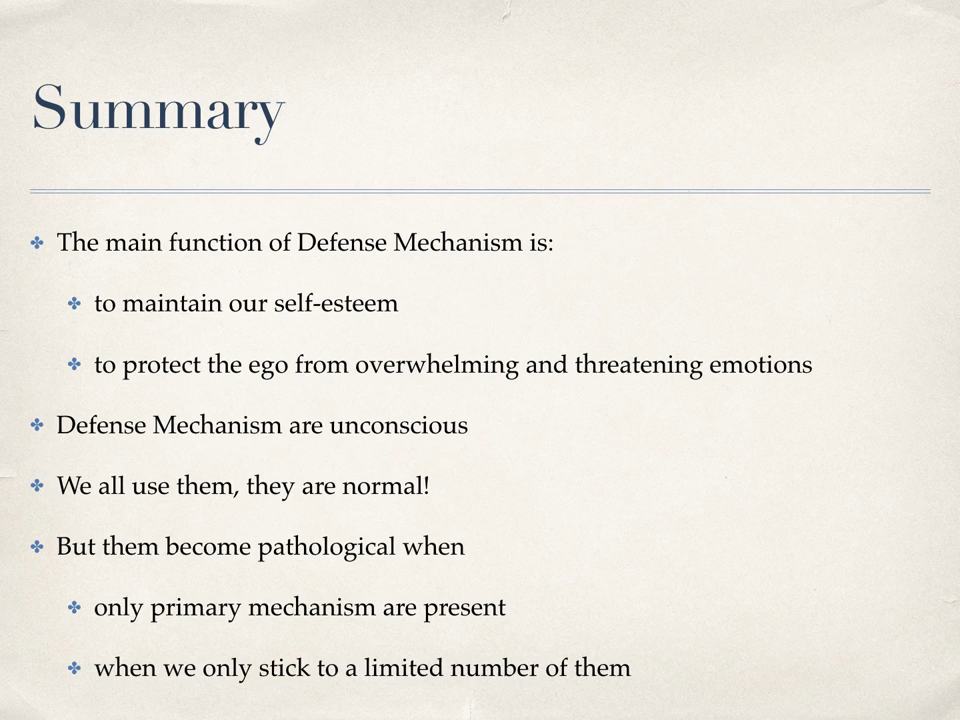 Summary
The main function of Defense Mechanism is:
to maintain our self-esteem
to protect the ego from overwhelming and threatening emotions
Defense Mechanism are unconscious
We all use them, they are normal!
But them become pathological when
only primary mechanism are present
when we only stick to a limited number of them